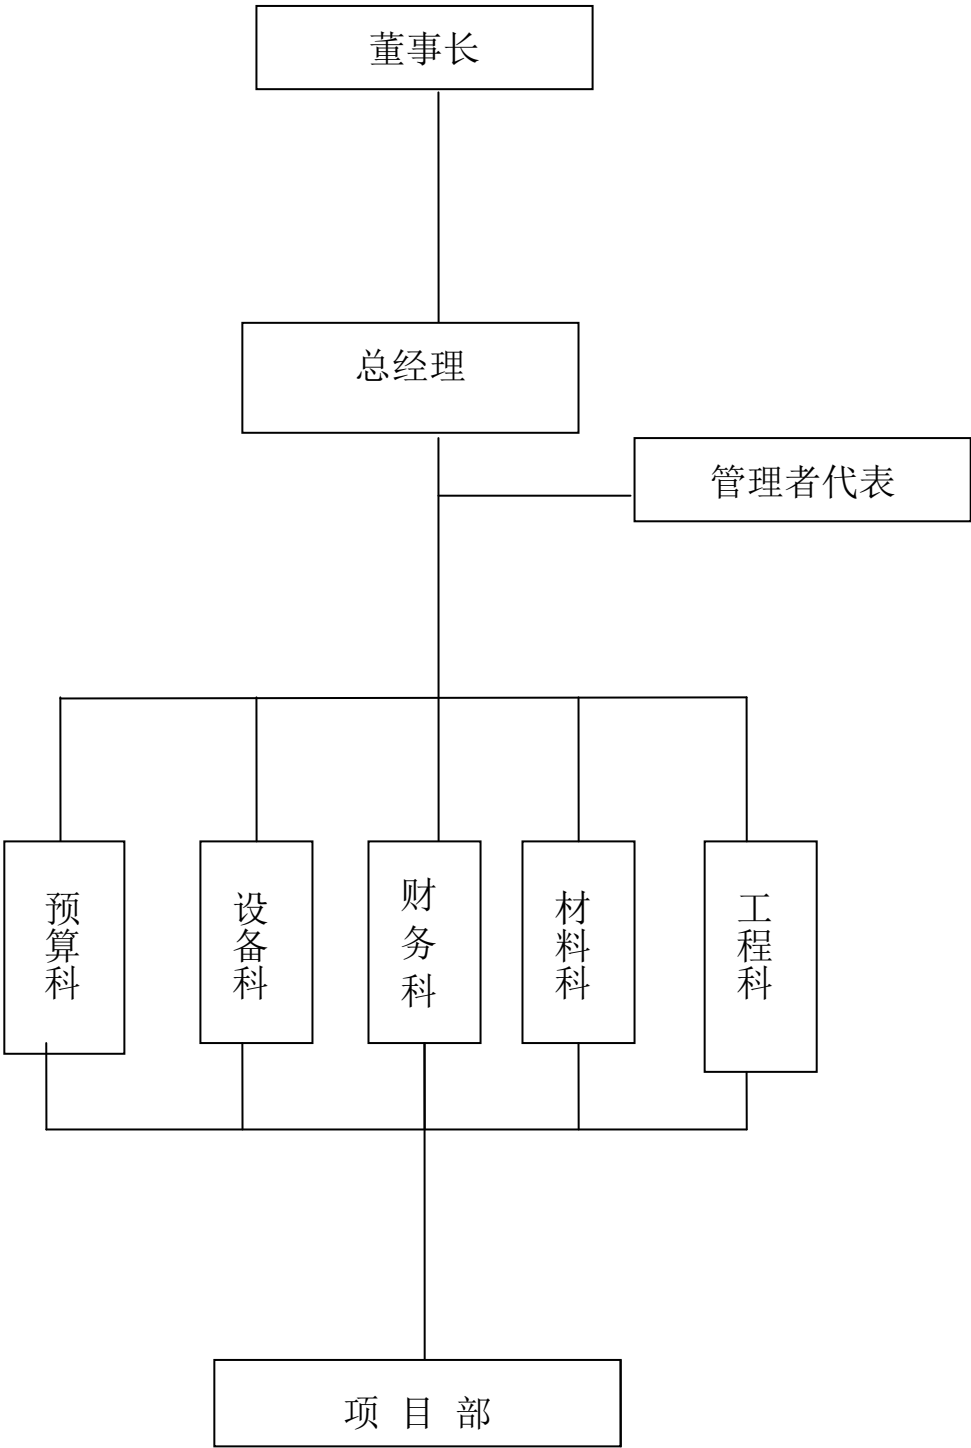 董事长
总经理
管理者代表
预算科
设备科
财务科
材料科
工程科
项 目 部